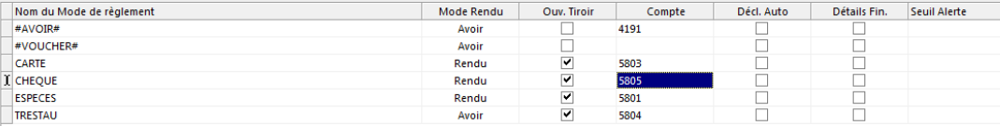 Nom du Mode de règlement Mode Rendu Ouv. Tiroir Compte Décl. Auto Détails Fin. Seuil Alerte
#AVOIR# Avoir 4191
#VOUCHER# Avoir
CARTE Rendu 5803
CHEQUE Rendu 5805
ESPECES Rendu 5801
TRESTAU Avoir 5804